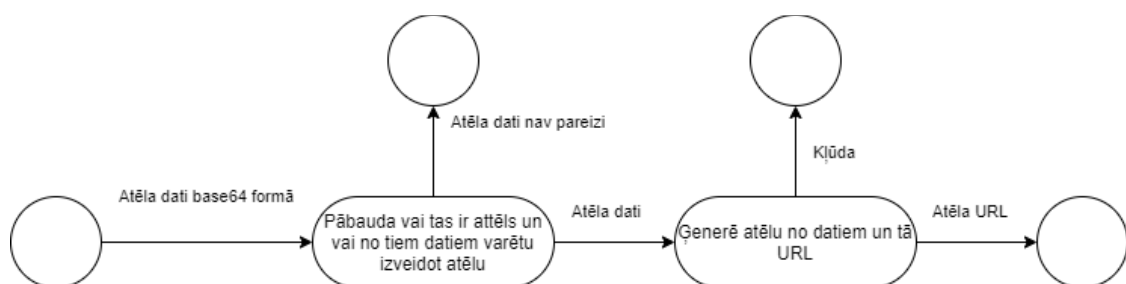 Atēla dati nav pareizi
Kļūda
Atēla dati base64 formā
Pābauda vai tas ir attēls un
vai no tiem datiem varētu
izveidot atēlu
Atēla dati
Ģenerē atēlu no datiem un tā
URL
Atēla URL